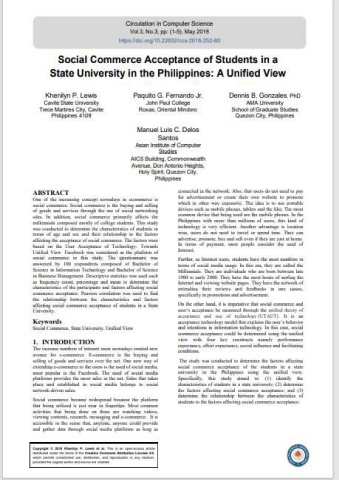 Circulation in Computer Science
Vol.3, No.3, pp: (1-5), May 2018
https://doi.org/10.22632/ccs-2018-252-80
Social Commerce Acceptance of Students in a
State University in the Philippines: A Unified View
Kherilyn P. Lewis
Cavite State University
Trece Martires City, Cavite
Philippines 4109
Paquito G. Fernando Jr.
John Paul College
Roxas, Oriental Mindoro
Dennis B. Gonzales, PhD
AMA University
School of Graduate Studies
Quezon City, Philippines
Manuel Luis C. Delos
Santos
Asian Institute of Computer
Studies
AICS Building, Commonwealth
Avenue, Don Antonio Heights,
Holy Spirit, Quezon City,
Philippines
ABSTRACT
One of the increasing concept nowadays in ecommerce is
social commerce. Social commerce is the buying and selling
of goods and services through the use of social networking
sites. In addition, social commerce primarily affects the
millennials composed mostly of college students. This study
was conducted to determine the characteristics of students in
terms of age and sex and their relationship to the factors
affecting the acceptance of social commerce. The factors were
based on the User Acceptance of Technology: Towards
Unified View. Facebook was considered as the platform of
social commerce in this study. The questionnaire was
answered by 100 respondents composed of Bachelor of
Science in Information Technology and Bachelor of Science
in Business Management. Descriptive statistics was used such
as frequency count, percentage and mean to determine the
characteristics of the participants and factors affecting social
commerce acceptance. Pearson correlation was used to find
the relationship between the characteristics and factors
affecting social commerce acceptance of students in a State
University.
Keywords
Social Commerce, State University, Unified View
1. INTRODUCTION
The increase numbers of Internet users nowadays created new
avenue for e-commerce. E-commerce is the buying and
selling of goods and services over the net. One new way of
extending e-commerce to the users is the used of social media,
most popular is the Facebook. The used of social media
platforms provides the most sales in the net. Sales that takes
place and established in social media belongs to social
network-driven sales.
Social commerce became widespread because the platform
that being utilized is just near in fingertips. Most common
activities that being done on these are watching videos,
viewing contents, research, messaging and e-commerce. It is
accessible in the sense that, anytime, anyone could provide
and gather data through social media platforms as long as
Copyright © 2018 Kherilyn P. Lewis et al. This is an open access article
distributed under the terms of the Creative Commons Attribution License 4.0,
which permits unrestricted use, distribution, and reproduction in any medium,
provided the original author and source are credited.
connected in the network. Also, that users do not need to pay
for advertisement or create their own website to promote
which in other way expensive. The idea is to use portable
devices such as mobile phones, tablets and the like. The most
common device that being used are the mobile phones. In the
Philippines with more than millions of users, this kind of
technology is very efficient. Another advantage is location
wise, users do not need to travel or spend time. They can
advertise, promote, buy and sell even if they are just at home.
In terms of payment, most people consider the used of
Internet.
Further, as Internet users, students have the most numbers in
terms of social media usage. In this era, they are called the
Millennials. They are individuals who are born between late
1980 to early 2000. They have the most hours of surfing the
Internet and viewing website pages. They have the network of
extending their reviews and feedbacks in any issues,
specifically in promotions and advertisement.
On the other hand, it is imperative that social commerce and
user's acceptance be measured through the unified theory of
acceptance and use of technology (UTAUT). It is an
acceptance technology model that explains the user's behavior
and intentions in information technology. In this case, social
commerce acceptance could be determined using the unified
view with four key constructs namely performance
expectancy, effort expectancy, social influence and facilitating
conditions.
The study was conducted to determine the factors affecting
social commerce acceptance of the students in a state
university in the Philippines using the unified view.
Specifically, this study aimed to (1) identify the
characteristics of students in a state university; (2) determine
the factors affecting social commerce acceptance; and (3)
determine the relationship between the characteristics of
students to the factors affecting social commerce acceptance.